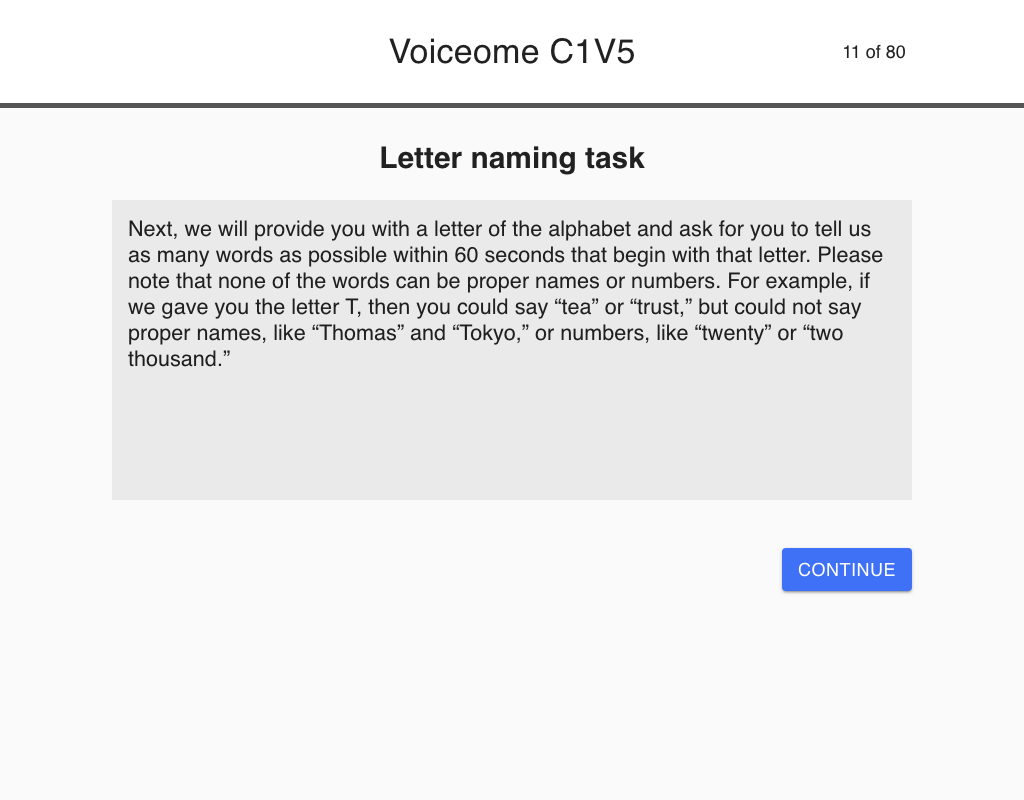 Voiceome C1V5
11 of 80
Letter naming task
Next, we will provide you with a letter of the alphabet and ask for you to tell us
as many words as possible within 60 seconds that begin with that letter. Please
note that none of the words can be proper names or numbers. For example, if
we gave you the letter T, then you could say “tea” or “trust,” but could not say
proper names, like “Thomas” and “Tokyo,” or numbers, like “twenty” or “two
thousand.”
CONTINUE